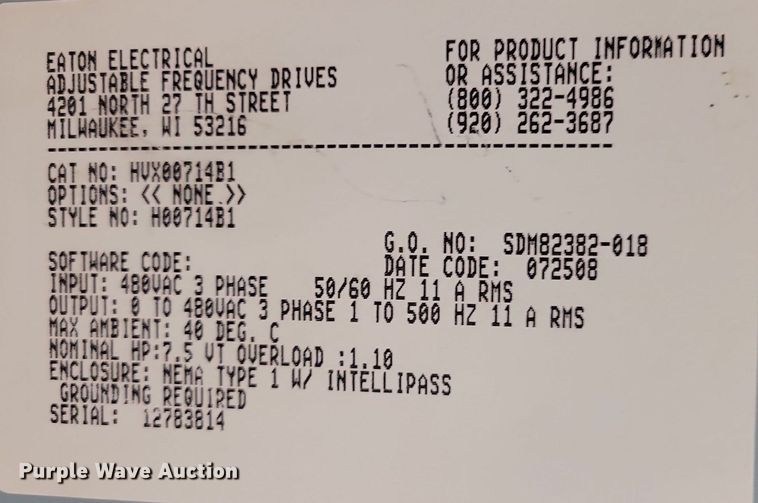 EATON ELECTRICAL
ADJUSTABLE FREQUENCY DRIVES
4201 NORTH 27 TH STREET
MILWAUKEE, WI 53216
FOR PRODUCT INFORMATION
OR ASSISTANCE:
(800) 322-4986
(920) 262-3687
CAT NO: HVX00714B1
OPTIONS: << NONE >>
STYLE NO: H00714B1
G.O. NO: SDM82382-018
SOFTWARE CODE: DATE CODE: 072508
INPUT: 480VAC 3 PHASE 50/60 HZ 11 A RMS
OUTPUT: 0 TO 480VAC 3 PHASE 1 TO 500 HZ 11 A RMS
MAX AMBIENT: 40 DEG. C
NOMINAL HP:7.5 VT OVERLOAD :1.10
ENCLOSURE: NEMA TYPE 1 W/ INTELLIPASS
GROUNDING REQUIRED
SERIAL: 12783814
Purple Wave Auction